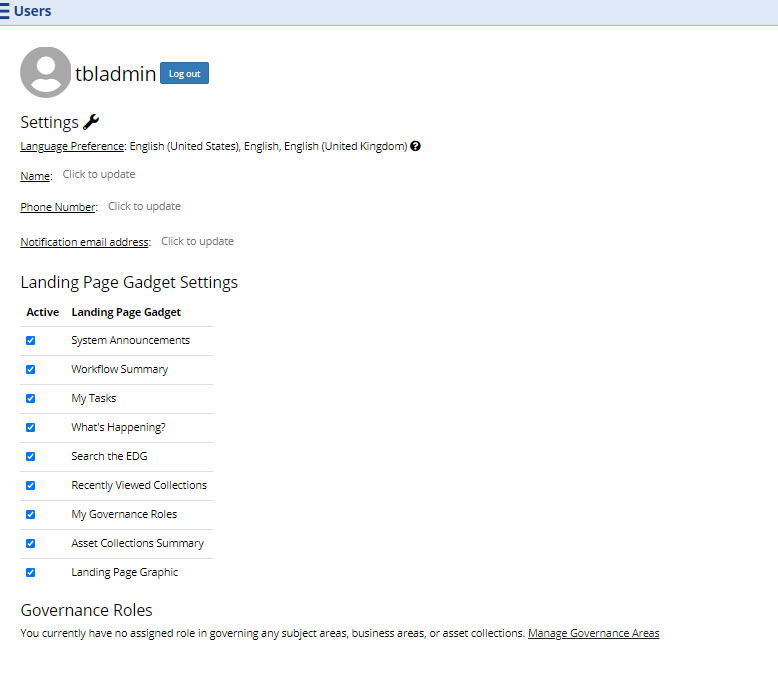 Users
tbladmin Log out
Settings
Language Preference: English (United States), English, English (United Kingdom) ?
Name: Click to update
Phone Number: Click to update
Notification email address: Click to update
Landing Page Gadget Settings
Active Landing Page Gadget
System Announcements
Workflow Summary
My Tasks
What's Happening?
Search the EDG
Recently Viewed Collections
My Governance Roles
Asset Collections Summary
Landing Page Graphic
Governance Roles
You currently have no assigned role in governing any subject areas, business areas, or asset collections. Manage Governance Areas